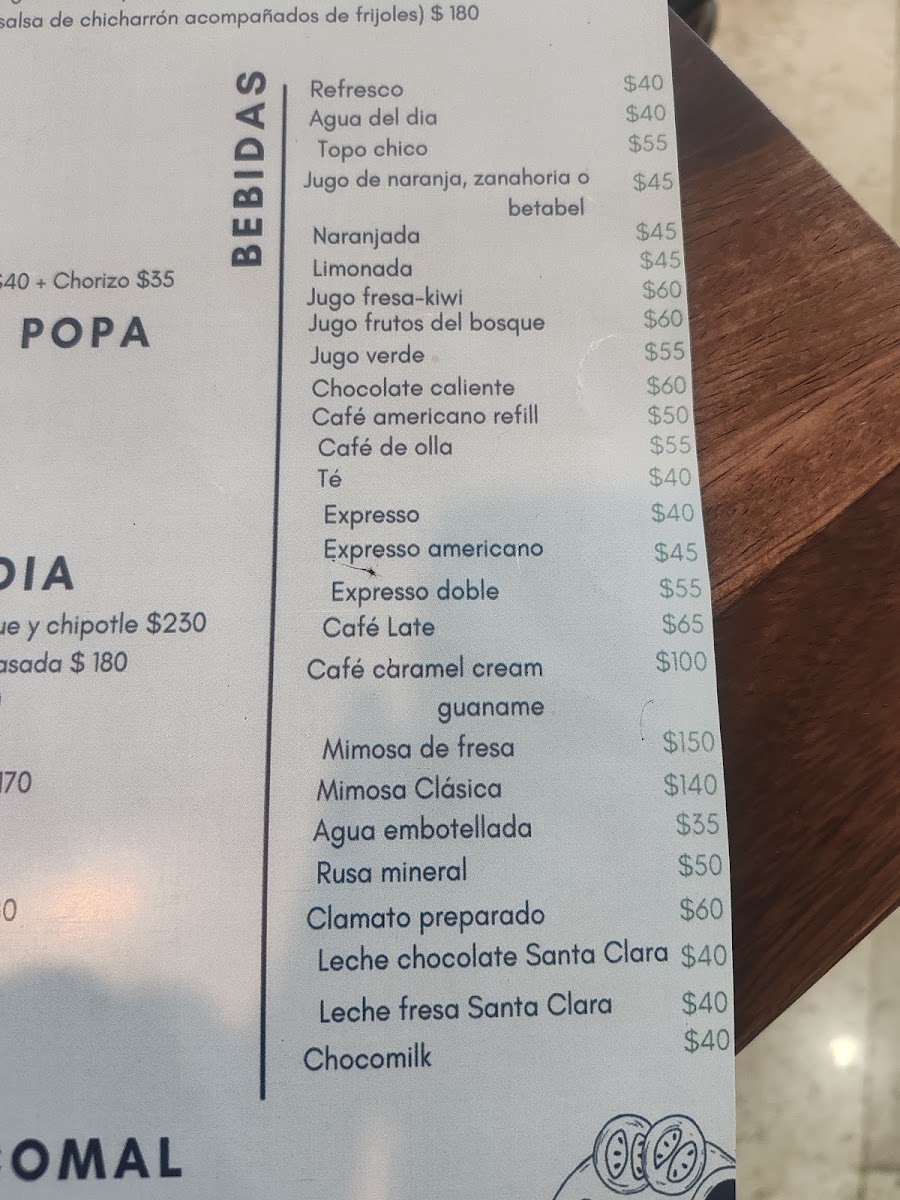 salsa de chicharrón acompañados de frijoles) $ 180
BEBIDAS
Refresco $40
Agua del dia $40
Topo chico $55
Jugo de naranja, zanahoria o $45
betabel
Naranjada $45
Limonada $45
Jugo fresa-kiwi $60
Jugo frutos del bosque $60
Jugo verde $55
Chocolate caliente $60
Café americano refill $50
Café de olla $55
Té $40
Expresso $40
Expresso americano $45
Expresso doble $55
Café Late $65
Café caramel cream $100
guaname
Mimosa de fresa $150
Mimosa Clásica $140
Agua embotellada $35
Rusa mineral $50
Clamato preparado $60
Leche chocolate Santa Clara $40
Leche fresa Santa Clara $40
Chocomilk $40
$40 + Chorizo $35
POPA
DIA
y chipotle $230
$ 180
170
OMAL